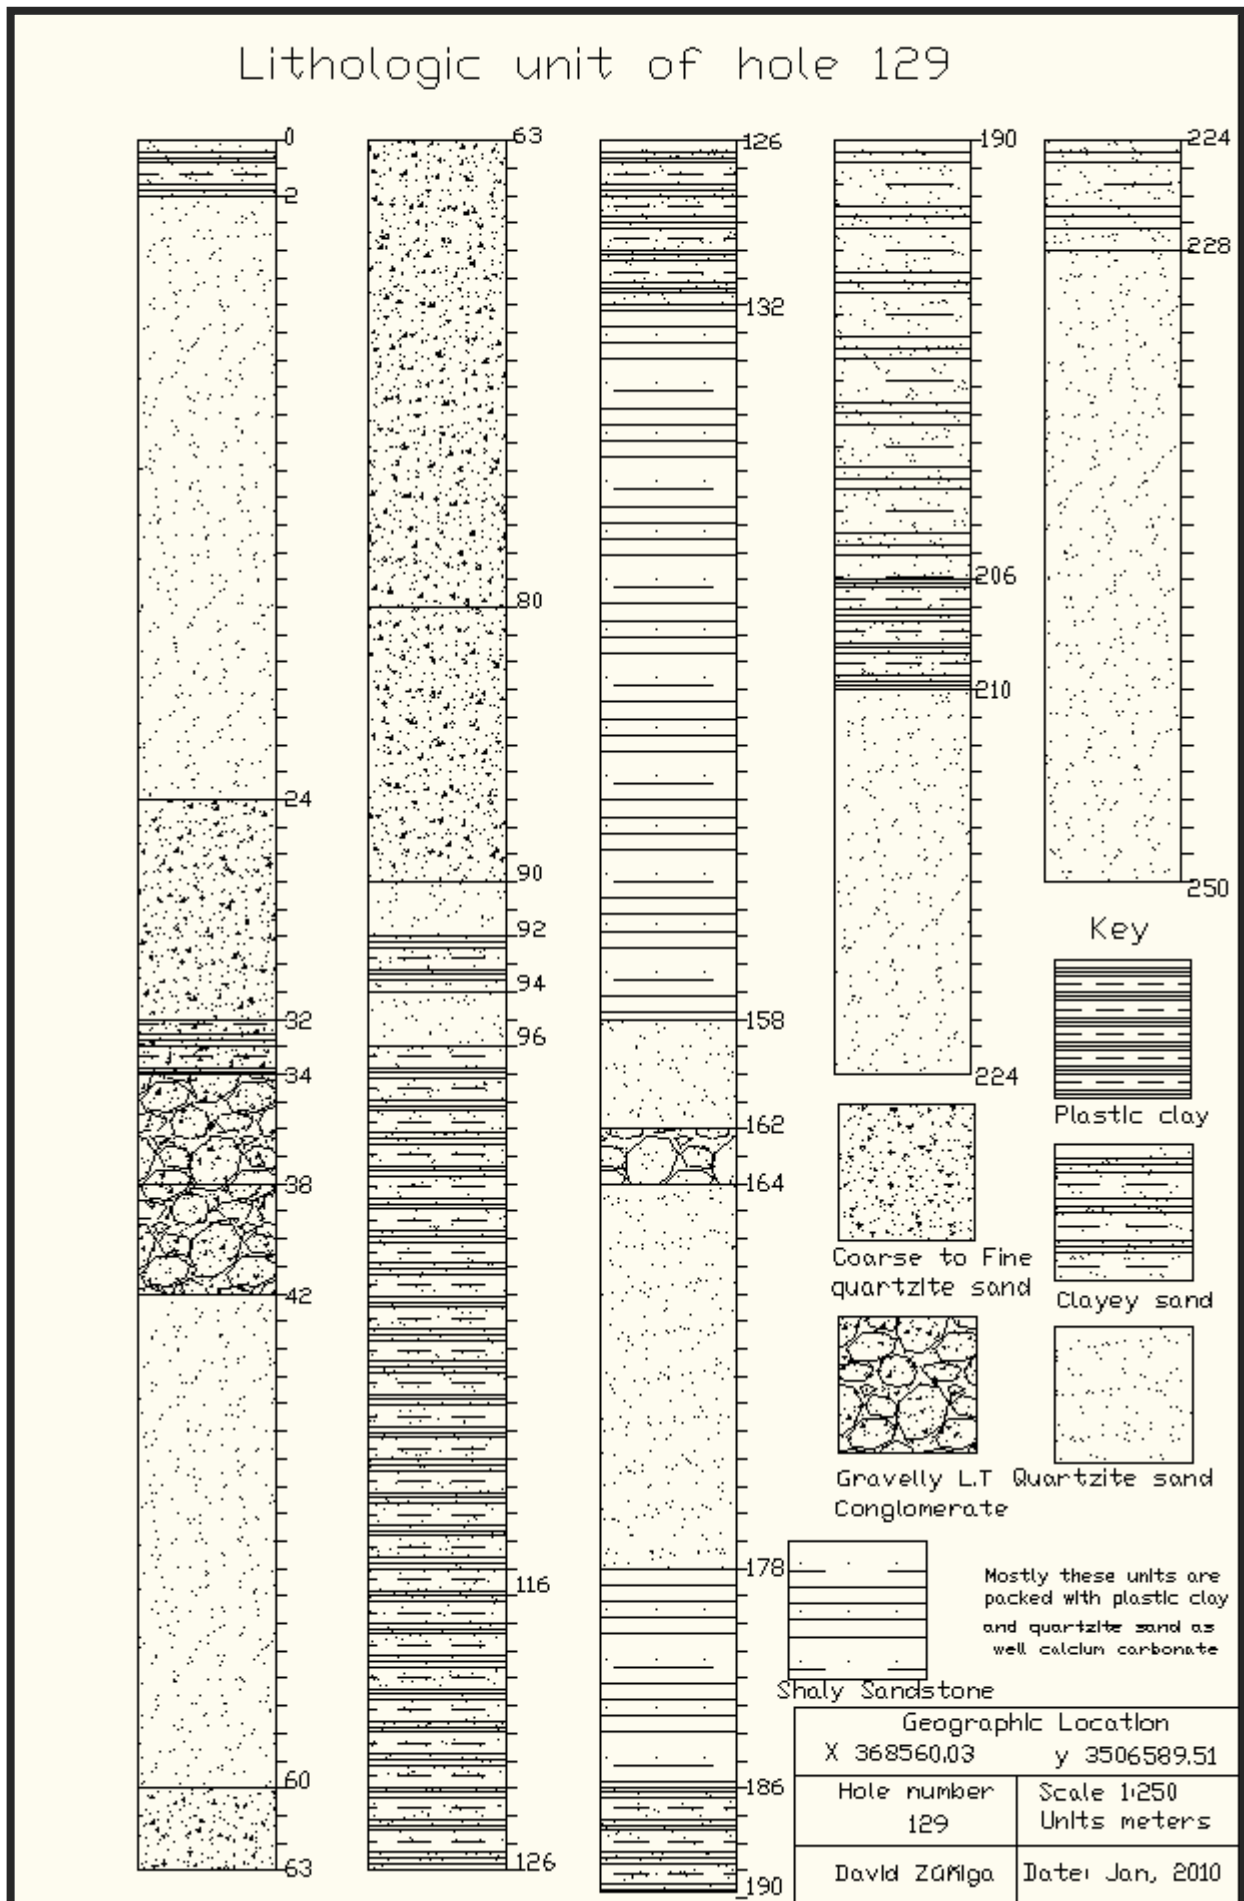 Lithologic unit of hole 129
0
2
24
32
34
38
42
60
63
63
80
90
92
94
96
116
126
126
132
158
162
164
178
186
190
190
206
210
224
224
228
250
Key
Plastic clay
Coarse to Fine
quartzite sand
Clayey sand
Gravelly L.T
Conglomerate
Quartzite sand
Shaly Sandstone
Mostly these units are
packed with plastic clay
and quartzite sand as
well calcium carbonate
Geographic Location
X 368560.03 y 3506589.51
Hole number
129
Scale 1:250
Units meters
David Zúñiga
Date: Jan, 2010